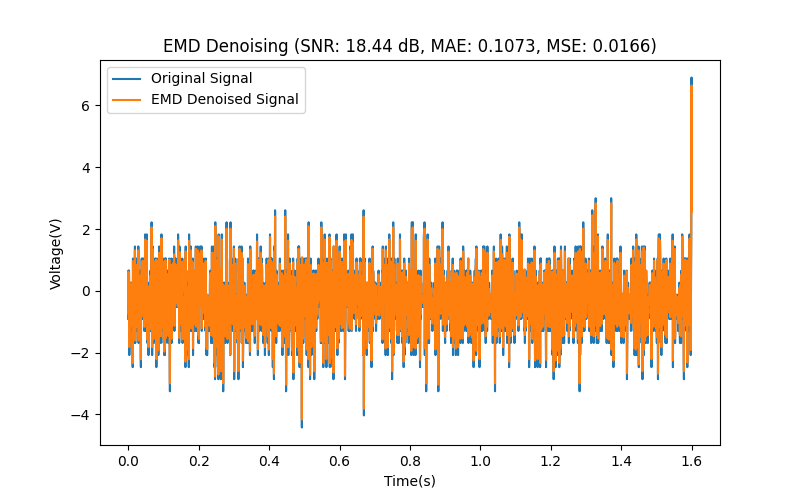 EMD Denoising (SNR: 18.44 dB, MAE: 0.1073, MSE: 0.0166)
Original Signal
EMD Denoised Signal
6
4
2
0
−2
−4
Voltage(V)
0.0 0.2 0.4 0.6 0.8 1.0 1.2 1.4 1.6
Time(s)